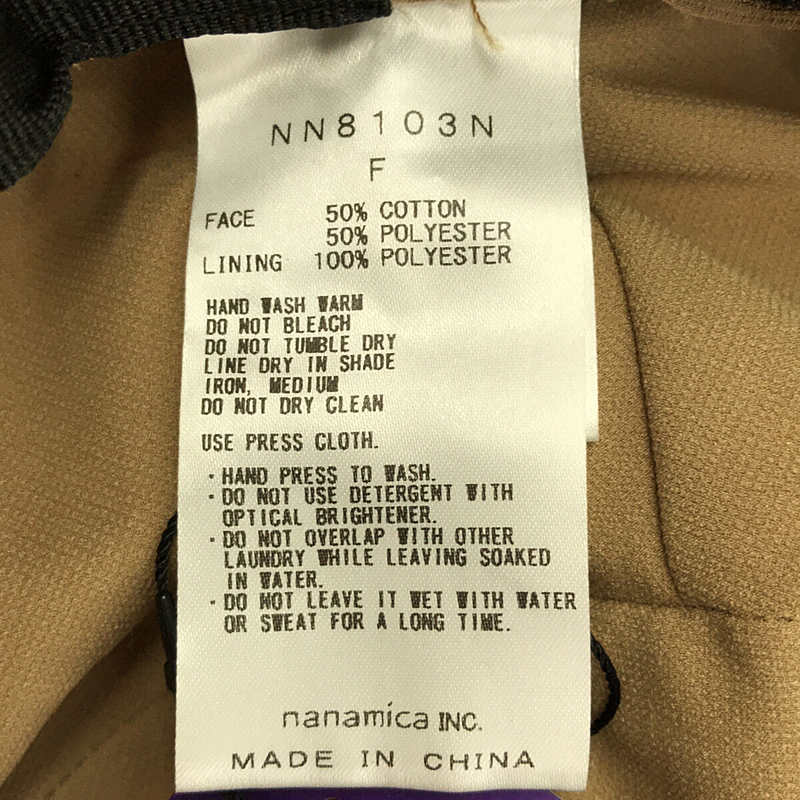 NN8103N
F
FACE 50% COTTON
50% POLYESTER
LINING 100% POLYESTER
HAND WASH WARM
DO NOT BLEACH
DO NOT TUMBLE DRY
LINE DRY IN SHADE
IRON, MEDIUM
DO NOT DRY CLEAN
USE PRESS CLOTH.
・HAND PRESS TO WASH.
・DO NOT USE DETERGENT WITH
OPTICAL BRIGHTENER.
・DO NOT OVERLAP WITH OTHER
LAUNDRY WHILE LEAVING SOAKED
IN WATER.
・DO NOT LEAVE IT WET WITH WATER
OR SWEAT FOR A LONG TIME.
nanamica INC.
MADE IN CHINA